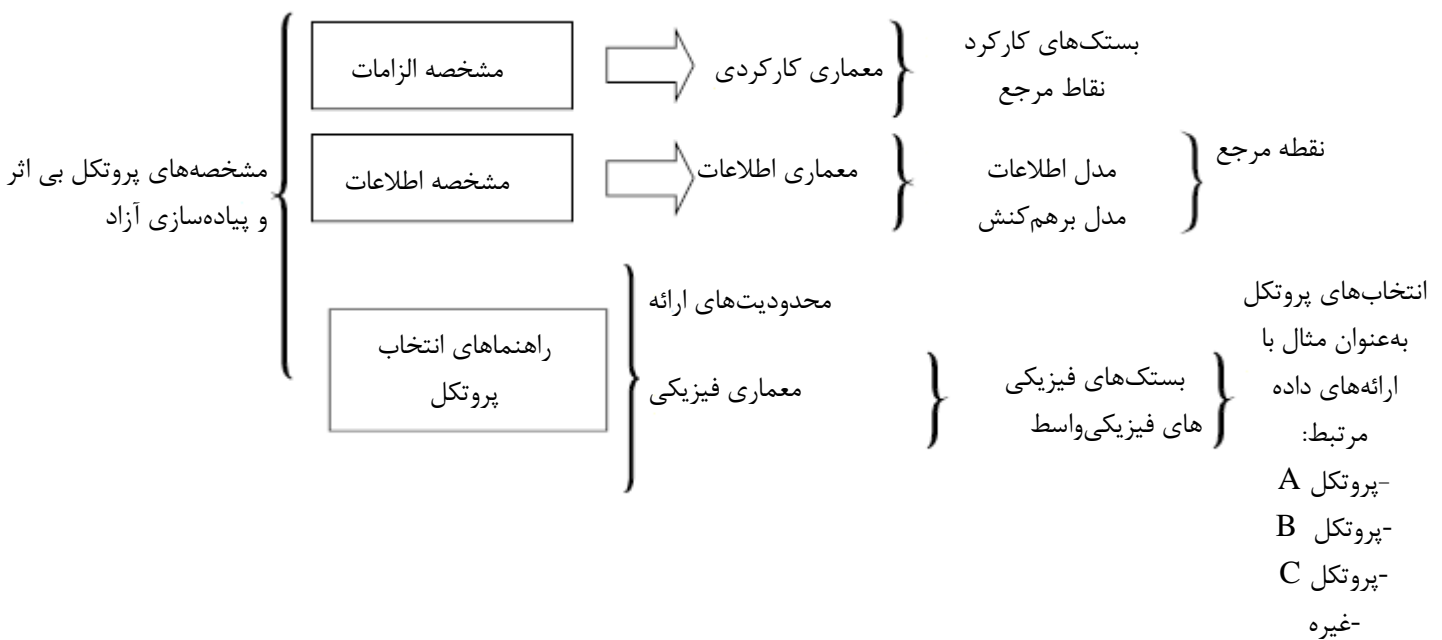 مشخصه‌های پروتکل بی اثر
و پیاده‌سازی آزاد
مشخصه الزامات
معماری کارکردی
بستک‌های کارکرد
نقاط مرجع
مشخصه اطلاعات
معماری اطلاعات
مدل اطلاعات
مدل برهم‌کنش
نقطه مرجع
راهنماهای انتخاب
پروتکل
محدودیت‌های ارائه
معماری فیزیکی
بستک‌های فیزیکی
های فیزیکی‌واسط
انتخاب‌های پروتکل
به‌عنوان مثال با
ارائه‌های داده
مرتبط:
-پروتکل A
-پروتکل B
-پروتکل C
-غیره